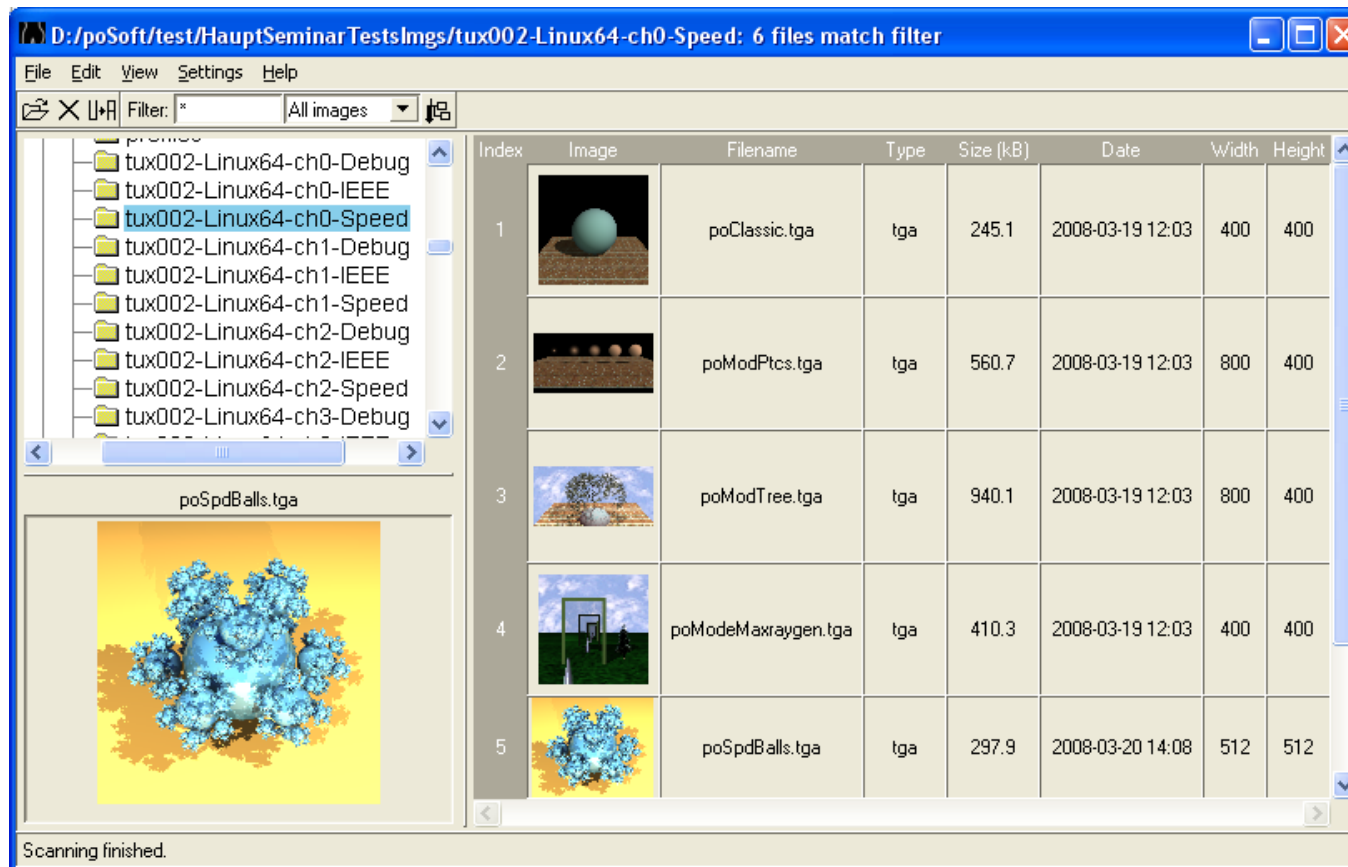 D:/poSoft/test/HauptSeminarTestsImgs/tux002-Linux64-ch0-Speed: 6 files match filter
File Edit View Settings Help
Filter: * All images
tux002-Linux64-ch0-Debug
tux002-Linux64-ch0-IEEE
tux002-Linux64-ch0-Speed
tux002-Linux64-ch1-Debug
tux002-Linux64-ch1-IEEE
tux002-Linux64-ch1-Speed
tux002-Linux64-ch2-Debug
tux002-Linux64-ch2-IEEE
tux002-Linux64-ch2-Speed
tux002-Linux64-ch3-Debug
poSpdBalls.tga
Index Image Filename Type Size (kB) Date Width Height
1 poClassic.tga tga 245.1 2008-03-19 12:03 400 400
2 poModPtcs.tga tga 560.7 2008-03-19 12:03 800 400
3 poModTree.tga tga 940.1 2008-03-19 12:03 800 400
4 poModeMaxraygen.tga tga 410.3 2008-03-19 12:03 400 400
5 poSpdBalls.tga tga 297.9 2008-03-20 14:08 512 512
Scanning finished.